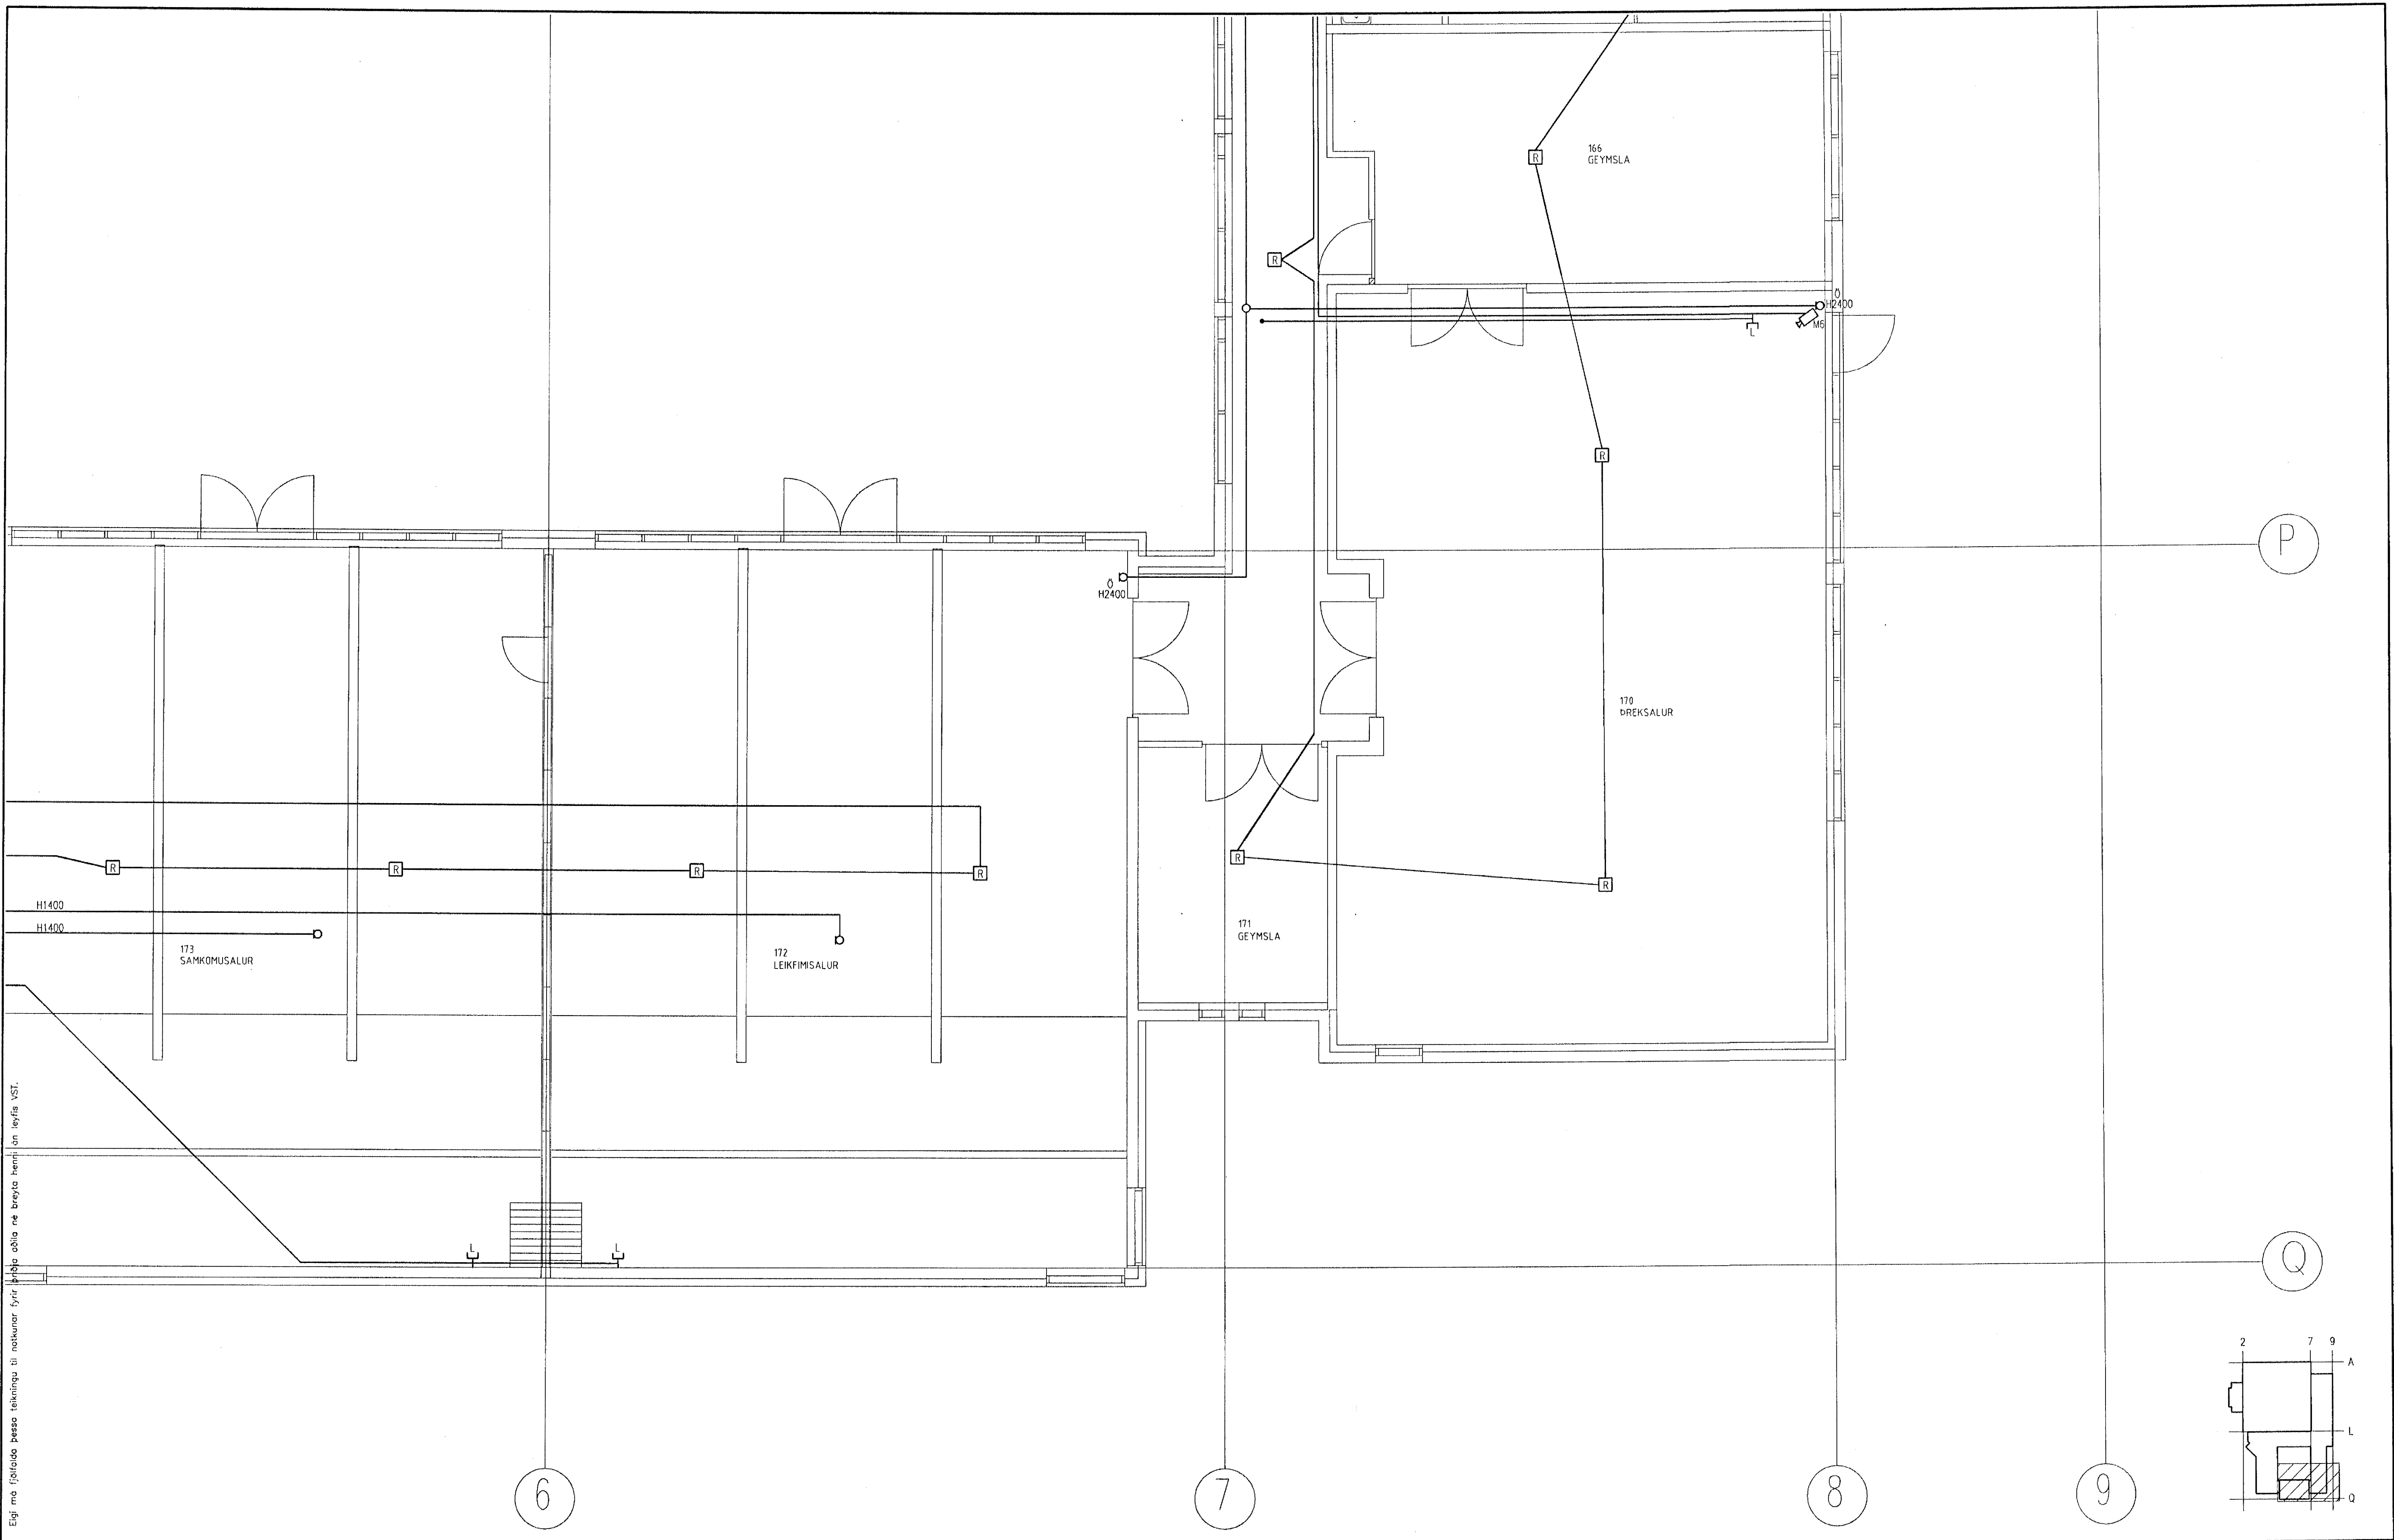 166
GEYMSLA
R
R
Ö
H2400
M6
L
R
P
Ö
H2400
170
ÞREKSALUR
R
R
R
R
R
R
H1400
H1400
173
SAMKOMUSALUR
172
LEIKFIMISALUR
171
GEYMSLA
L
L
Q
6
7
8
9
2 7 9
A
L
Q
Eigi má fjölfalda þessa teikningu til notkunar fyrir þriðja aðila né breyta henni án leyfis VST.